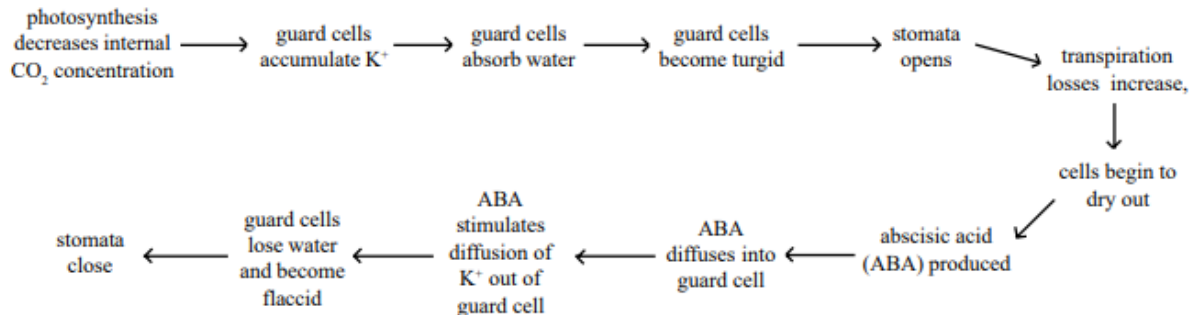 photosynthesis
decreases internal
CO₂ concentration
guard cells
accumulate K⁺
guard cells
absorb water
guard cells
become turgid
stomata
opens
transpiration
losses increase,
cells begin to
dry out
abscisic acid
(ABA) produced
ABA
diffuses into
guard cell
ABA
stimulates
diffusion of
K⁺ out of
guard cell
guard cells
lose water
and become
flaccid
stomata
close